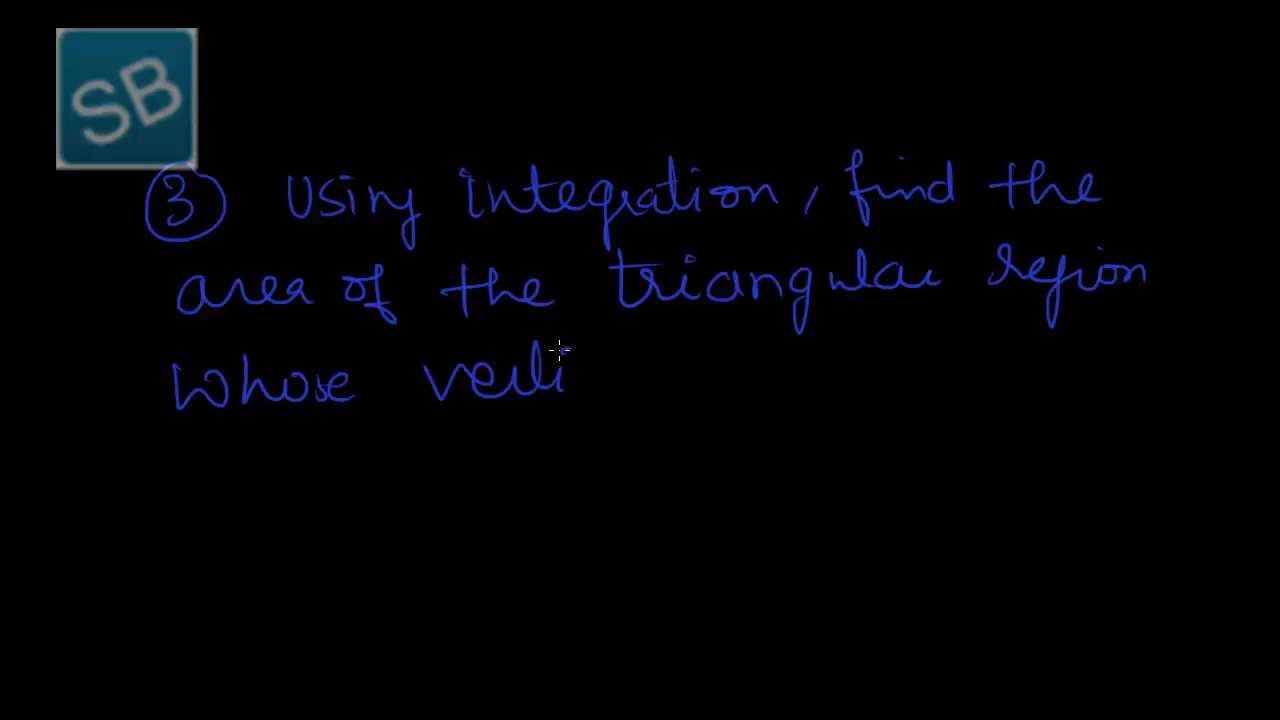 SB
3 Using integration, find the
area of the triangular region
whose verti